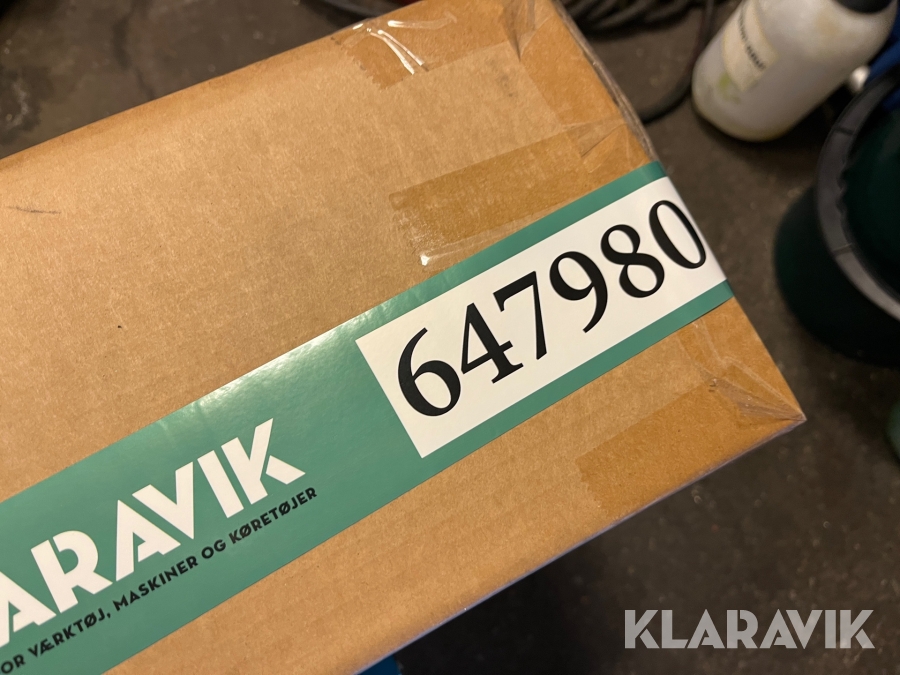 647980
ARAVIK
OR VÆRKTØJ, MASKINER OG KØRETØJER
KLARAVIK